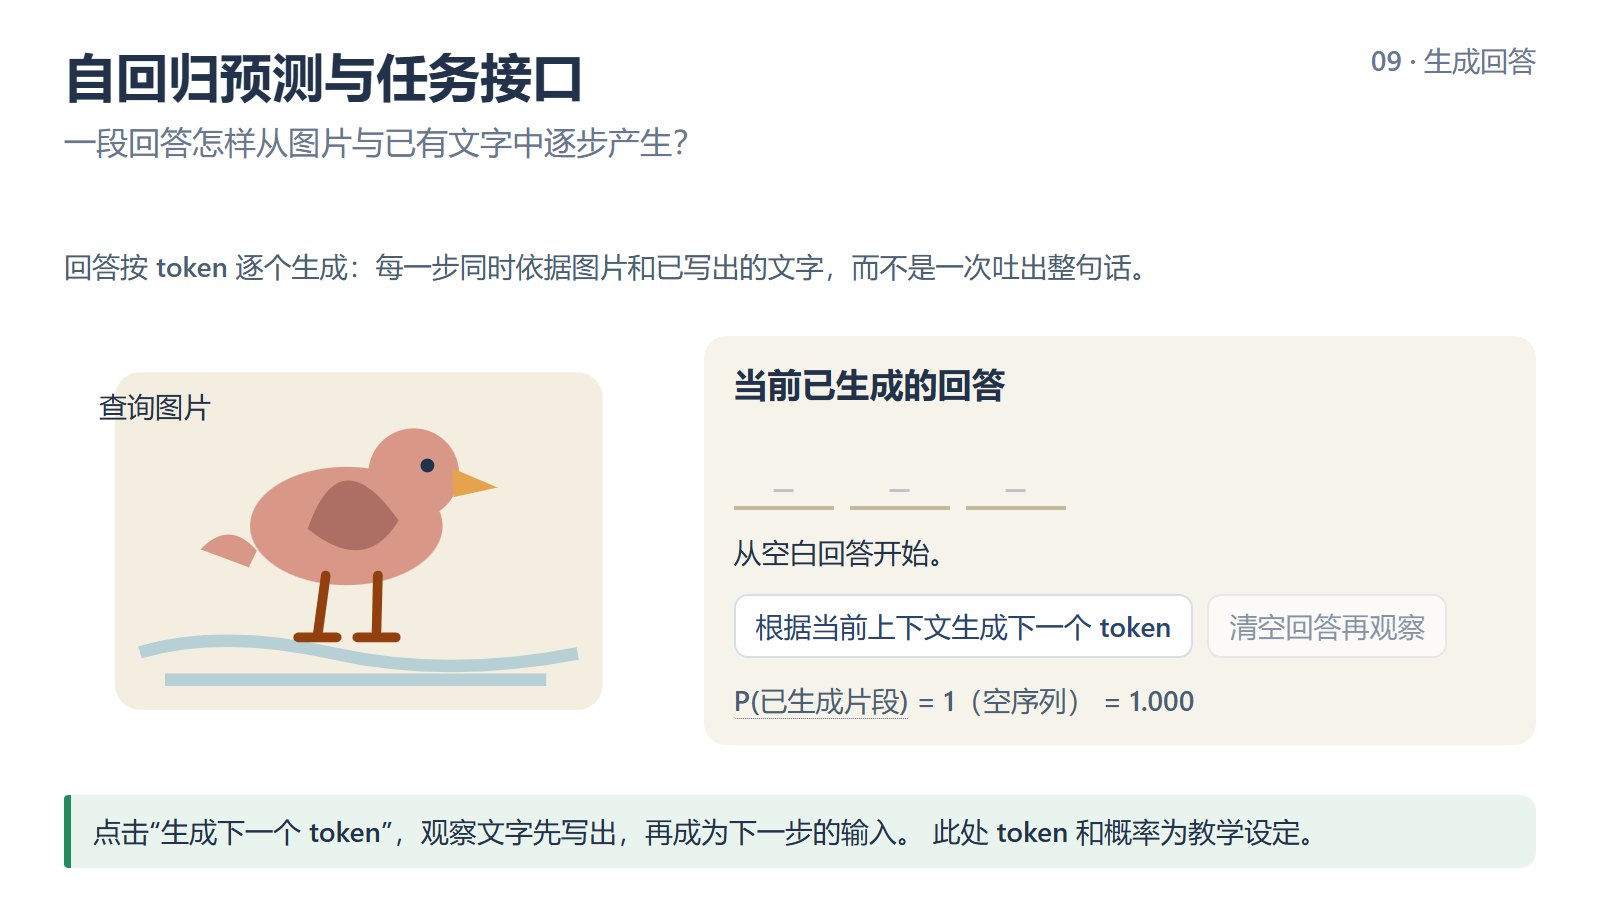 自回归预测与任务接口
09 · 生成回答
一段回答怎样从图片与已有文字中逐步产生？
回答按 token 逐个生成：每一步同时依据图片和已写出的文字，而不是一次吐出整句话。
查询图片
当前已生成的回答
— — —
从空白回答开始。
根据当前上下文生成下一个 token
清空回答再观察
P(已生成片段) = 1（空序列） = 1.000
点击“生成下一个 token”，观察文字先写出，再成为下一步的输入。 此处 token 和概率为教学设定。